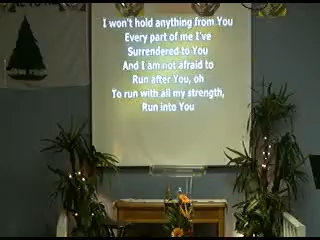 I won't hold anything from You
Every part of me I've
Surrendered to You
And I am not afraid to
Run after You, oh
To run with all my strength,
Run into You